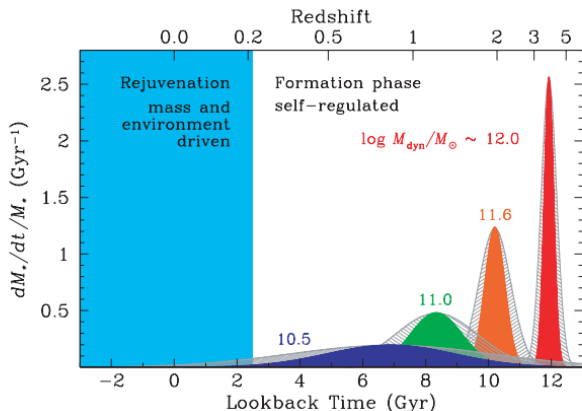 Redshift
0.0 0.2 0.5 1 2 3 5
Rejuvenation
mass and
environment
driven
Formation phase
self-regulated
log M_dyn/M_⊙ ~ 12.0
11.6
11.0
10.5
dM_*/dt/M_* (Gyr⁻¹)
2.5
2
1.5
1
0.5
−2 0 2 4 6 8 10 12
Lookback Time (Gyr)